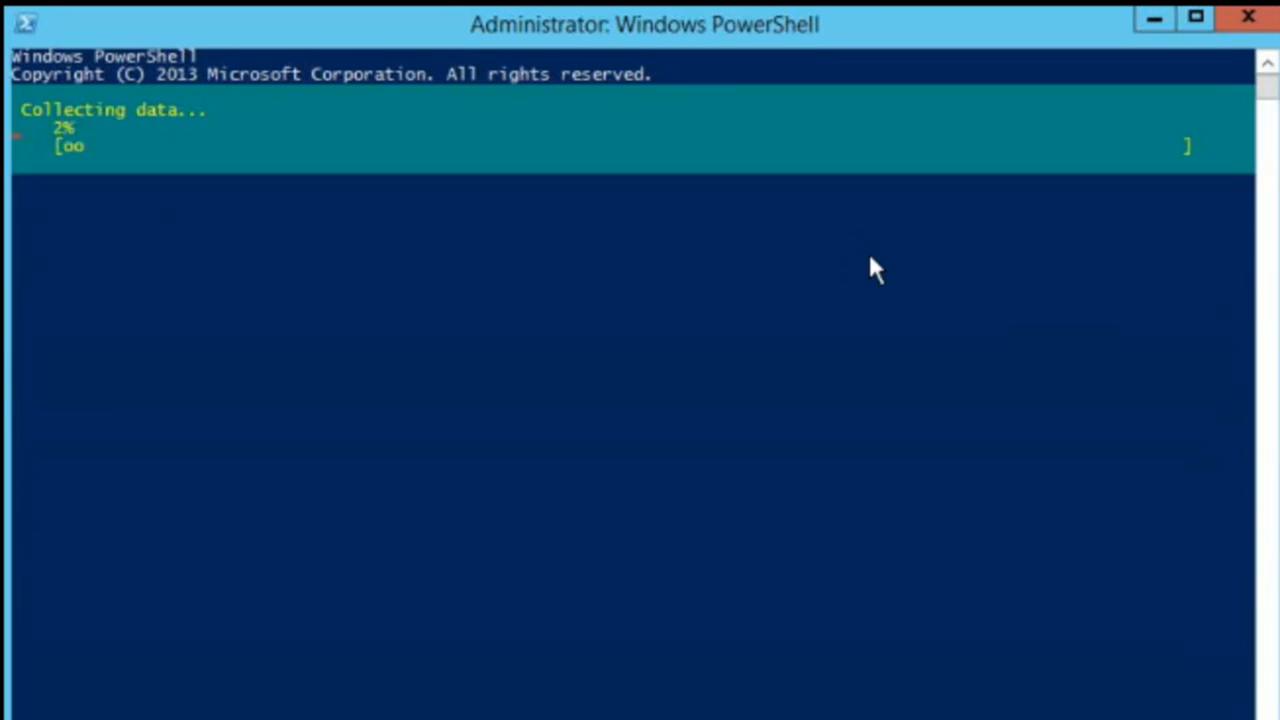 Administrator: Windows PowerShell
Windows PowerShell
Copyright (C) 2013 Microsoft Corporation. All rights reserved.
Collecting data...
2%
[oo ]